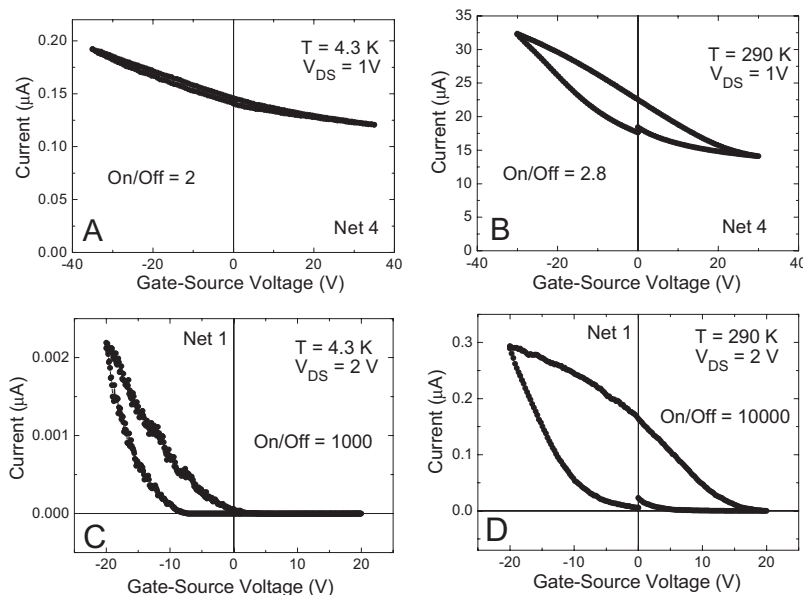 0.20
0.15
0.10
0.05
0.00
Current (μA)
T = 4.3 K
V_DS = 1V
On/Off = 2
A
Net 4
-40 -20 0 20 40
Gate-Source Voltage (V)
35
30
25
20
15
10
5
0
Current (μA)
T = 290 K
V_DS = 1V
On/Off = 2.8
B
Net 4
-40 -20 0 20 40
Gate-Source Voltage (V)
0.002
0.001
0.000
Current (μA)
Net 1
T = 4.3 K
V_DS = 2 V
On/Off = 1000
C
-20 -10 0 10 20
Gate-Source Voltage (V)
0.3
0.2
0.1
0.0
Current (μA)
Net 1
T = 290 K
V_DS = 2 V
On/Off = 10000
D
-20 -10 0 10 20
Gate-Source Voltage (V)